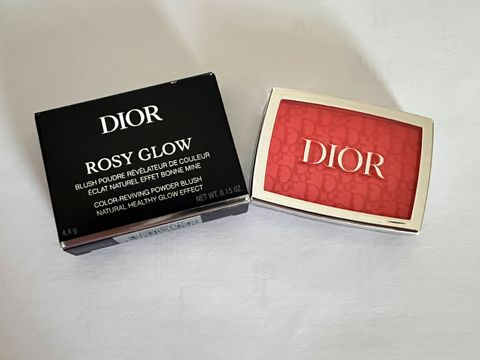 DIOR
ROSY GLOW
BLUSH POUDRE RÉVÉLATEUR DE COULEUR
ÉCLAT NATUREL EFFET BONNE MINE
COLOR-REVIVING POWDER BLUSH
NATURAL HEALTHY GLOW EFFECT
4,4 g NET WT. 0.15 OZ
DIOR